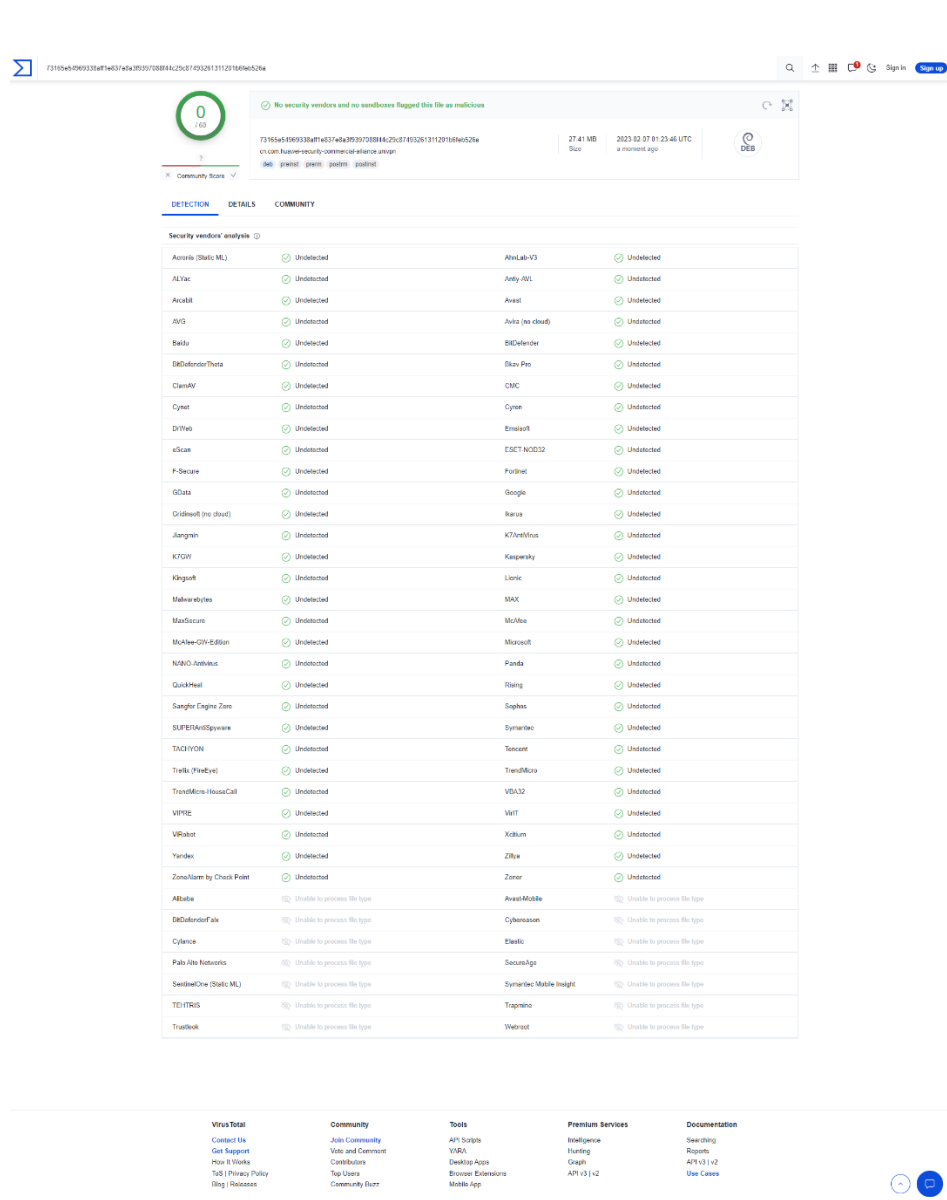 73165e54969338aff1e837e8a3f9397088f44c29c87493261311201b6feb526a
1
Sign in
Sign up
0
/ 60
No security vendors and no sandboxes flagged this file as malicious
73165e54969338aff1e837e8a3f9397088f44c29c87493261311201b6feb526a
cn.com.huawei-security-commercial-alliance.univpn
deb preinst prerm postrm postinst
27.41 MB
Size
2023-02-07 01:23:46 UTC
a moment ago
DEB
?
Community Score
DETECTION DETAILS COMMUNITY
Security vendors' analysis
Acronis (Static ML) Undetected AhnLab-V3 Undetected
ALYac Undetected Antiy-AVL Undetected
Arcabit Undetected Avast Undetected
AVG Undetected Avira (no cloud) Undetected
Baidu Undetected BitDefender Undetected
BitDefenderTheta Undetected Bkav Pro Undetected
ClamAV Undetected CMC Undetected
Cynet Undetected Cyren Undetected
DrWeb Undetected Emsisoft Undetected
eScan Undetected ESET-NOD32 Undetected
F-Secure Undetected Fortinet Undetected
GData Undetected Google Undetected
Gridinsoft (no cloud) Undetected Ikarus Undetected
Jiangmin Undetected K7AntiVirus Undetected
K7GW Undetected Kaspersky Undetected
Kingsoft Undetected Lionic Undetected
Malwarebytes Undetected MAX Undetected
MaxSecure Undetected McAfee Undetected
McAfee-GW-Edition Undetected Microsoft Undetected
NANO-Antivirus Undetected Panda Undetected
QuickHeal Undetected Rising Undetected
Sangfor Engine Zero Undetected Sophos Undetected
SUPERAntiSpyware Undetected Symantec Undetected
TACHYON Undetected Tencent Undetected
Trellix (FireEye) Undetected TrendMicro Undetected
TrendMicro-HouseCall Undetected VBA32 Undetected
VIPRE Undetected VirIT Undetected
ViRobot Undetected Xcitium Undetected
Yandex Undetected Zillya Undetected
ZoneAlarm by Check Point Undetected Zoner Undetected
Alibaba Unable to process file type Avast-Mobile Unable to process file type
BitDefenderFalx Unable to process file type Cybereason Unable to process file type
Cylance Unable to process file type Elastic Unable to process file type
Palo Alto Networks Unable to process file type SecureAge Unable to process file type
SentinelOne (Static ML) Unable to process file type Symantec Mobile Insight Unable to process file type
TEHTRIS Unable to process file type Trapmine Unable to process file type
Trustlook Unable to process file type Webroot Unable to process file type
VirusTotal Community Tools Premium Services Documentation
Contact Us Join Community API Scripts Intelligence Searching
Get Support Vote and Comment YARA Hunting Reports
How It Works Contributors Desktop Apps Graph API v3 | v2
ToS | Privacy Policy Top Users Browser Extensions API v3 | v2 Use Cases
Blog | Releases Community Buzz Mobile App